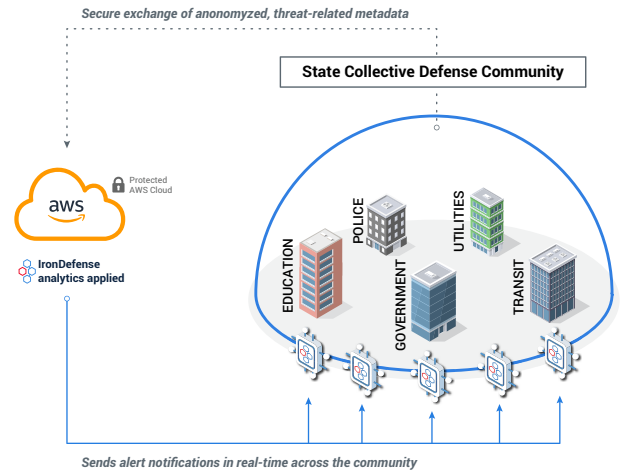 Secure exchange of anonomyzed, threat-related metadata
State Collective Defense Community
Protected
AWS Cloud
aws
IronDefense
analytics applied
EDUCATION
POLICE
GOVERNMENT
UTILITIES
TRANSIT
Sends alert notifications in real-time across the community